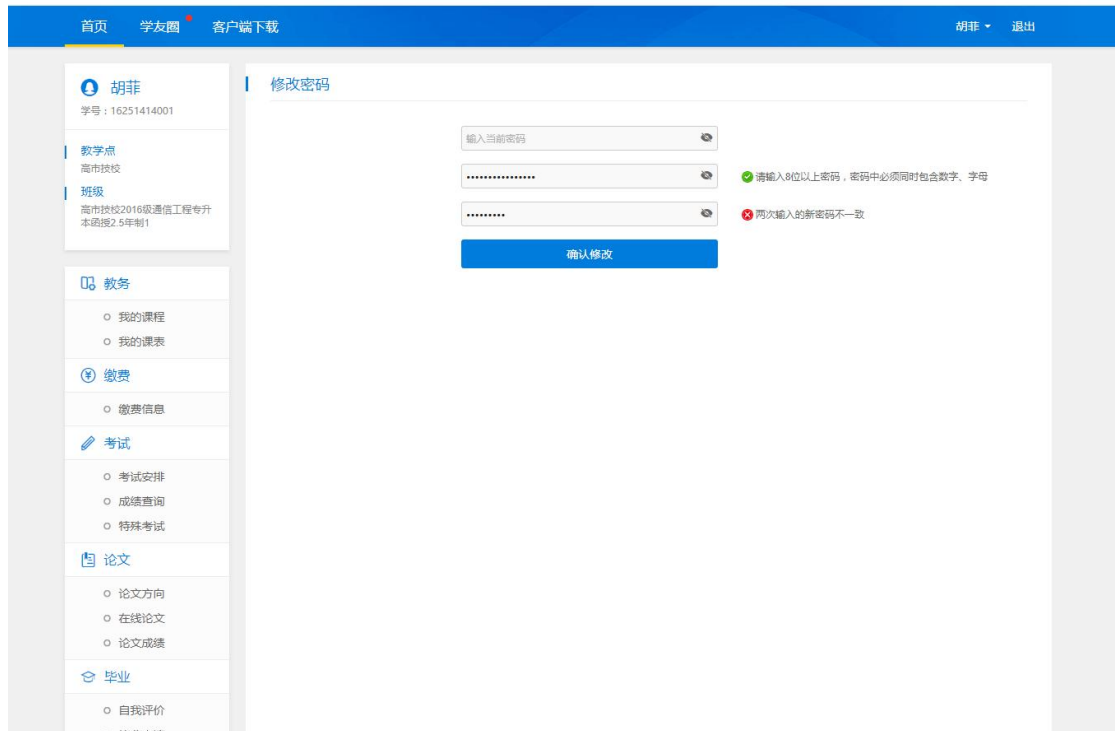 首页 学友圈 客户端下载 胡菲 退出
胡菲
学号：16251414001
教学点
高市技校
班级
高市技校2016级通信工程专升
本函授2.5年制1
修改密码
输入当前密码
请输入8位以上密码，密码中必须同时包含数字、字母
两次输入的新密码不一致
确认修改
教务
我的课程
我的课表
缴费
缴费信息
考试
考试安排
成绩查询
特殊考试
论文
论文方向
在线论文
论文成绩
毕业
自我评价